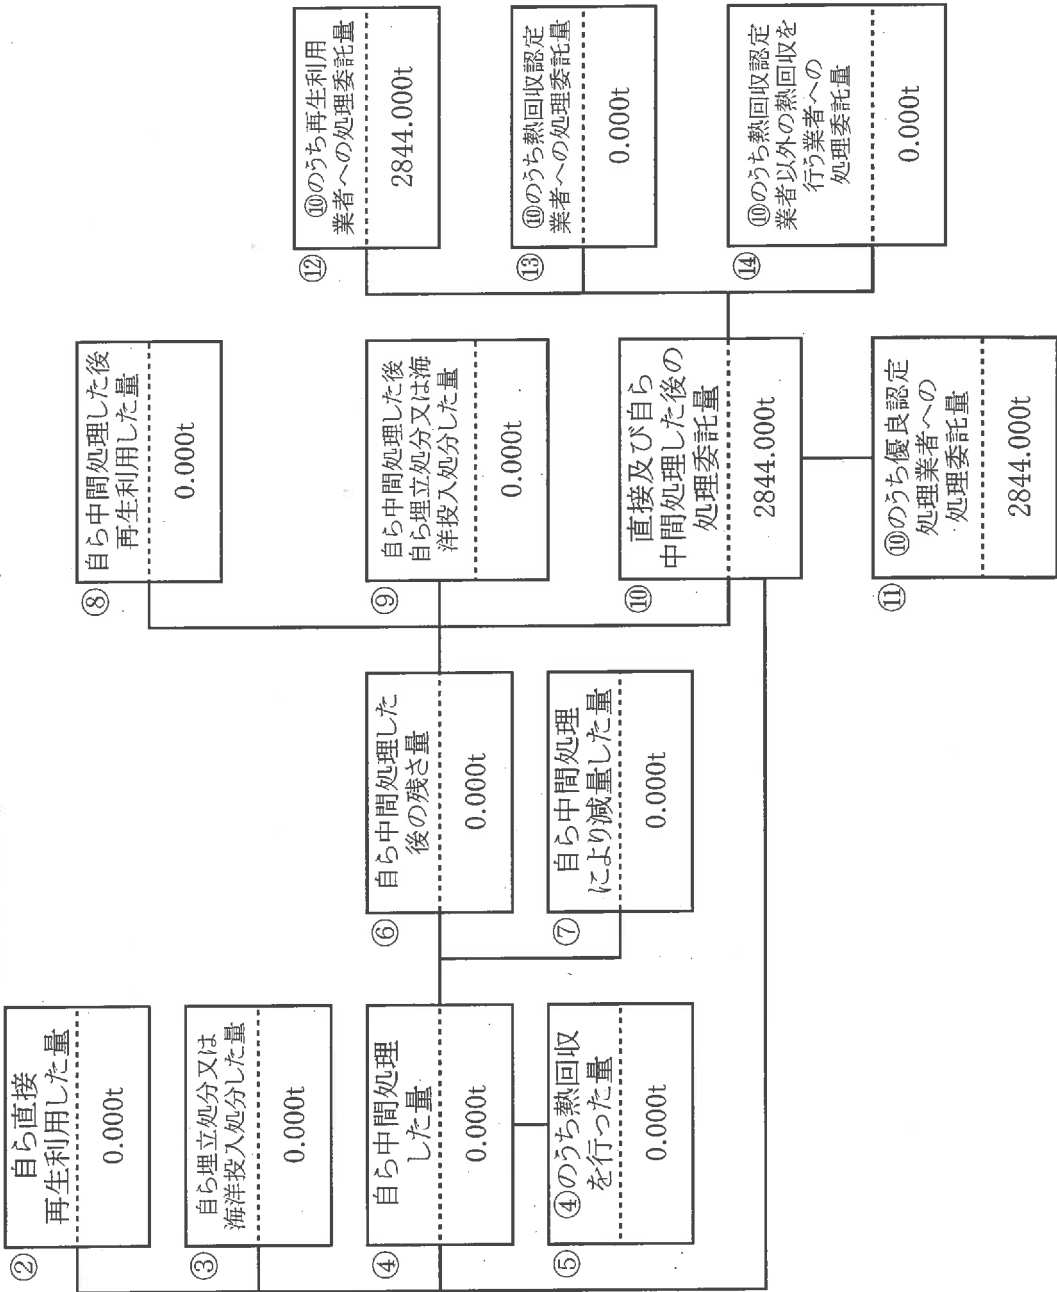 ②
自ら直接
再生利用した量
0.000t
③
自ら埋立処分又は
海洋投入処分した量
0.000t
④
自ら中間処理
した量
0.000t
⑤
④のうち熱回収
を行った量
0.000t
⑥
自ら中間処理した
後の残さ量
0.000t
⑦
自ら中間処理
により減量した量
0.000t
⑧
自ら中間処理した後
再生利用した量
0.000t
⑨
自ら中間処理した後
自ら埋立処分又は海
洋投入処分した量
0.000t
⑩
直接及び自ら
中間処理した後の
処理委託量
2844.000t
⑪
⑩のうち優良認定
処理業者への
処理委託量
2844.000t
⑫
⑩のうち再生利用
業者への処理委託量
2844.000t
⑬
⑩のうち熱回収認定
業者への処理委託量
0.000t
⑭
⑩のうち熱回収認定
業者以外の熱回収を
行う業者への
処理委託量
0.000t